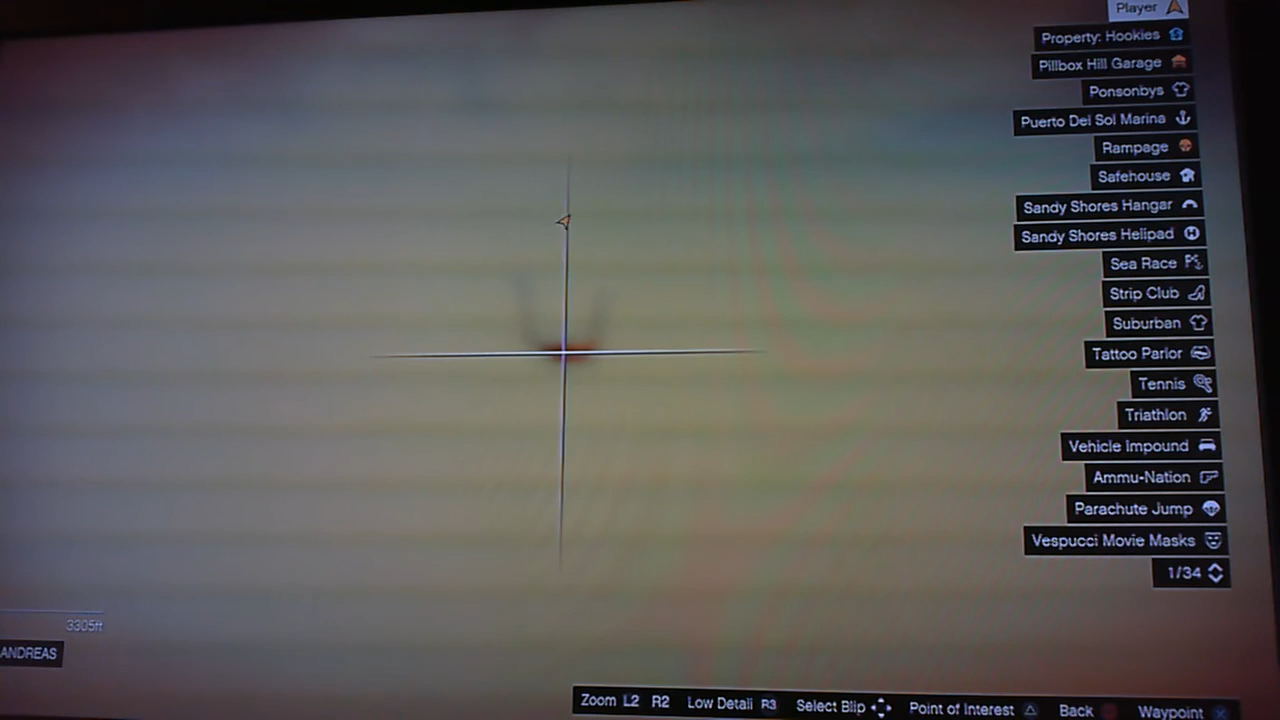 Player
Property: Hookies
Pillbox Hill Garage
Ponsonbys
Puerto Del Sol Marina
Rampage
Safehouse
Sandy Shores Hangar
Sandy Shores Helipad
Sea Race
Strip Club
Suburban
Tattoo Parlor
Tennis
Triathlon
Vehicle Impound
Ammu-Nation
Parachute Jump
Vespucci Movie Masks
1/34
3305ft
ANDREAS
Zoom L2 R2 Low Detail R3 Select Blip Point of Interest Back Waypoint